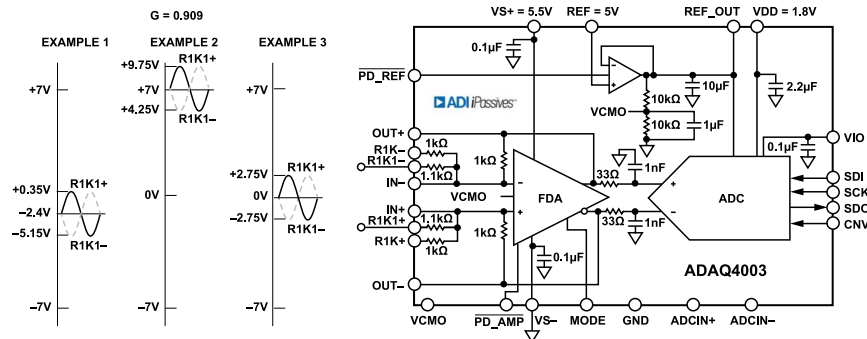 G = 0.909
EXAMPLE 1
EXAMPLE 2
EXAMPLE 3
+7V
+0.35V
R1K1+
–2.4V
–5.15V
R1K1–
–7V
+9.75V
R1K1+
+7V
+4.25V
R1K1–
0V
–7V
+7V
+2.75V
R1K1+
0V
–2.75V
R1K1–
–7V
VS+ = 5.5V
REF = 5V
REF_OUT
VDD = 1.8V
0.1µF
PD_REF
ADI iPassives™
10kΩ
10µF
2.2µF
VCMO
10kΩ
1µF
VIO
0.1µF
OUT+
R1K–
1kΩ
R1K1–
1.1kΩ
IN–
1kΩ
33Ω
1nF
SDI
SCK
SDO
CNV
VCMO
FDA
ADC
IN+
R1K1+
1.1kΩ
R1K+
1kΩ
1kΩ
33Ω
1nF
0.1µF
OUT–
ADAQ4003
VCMO
PD_AMP
VS–
MODE
GND
ADCIN+
ADCIN–